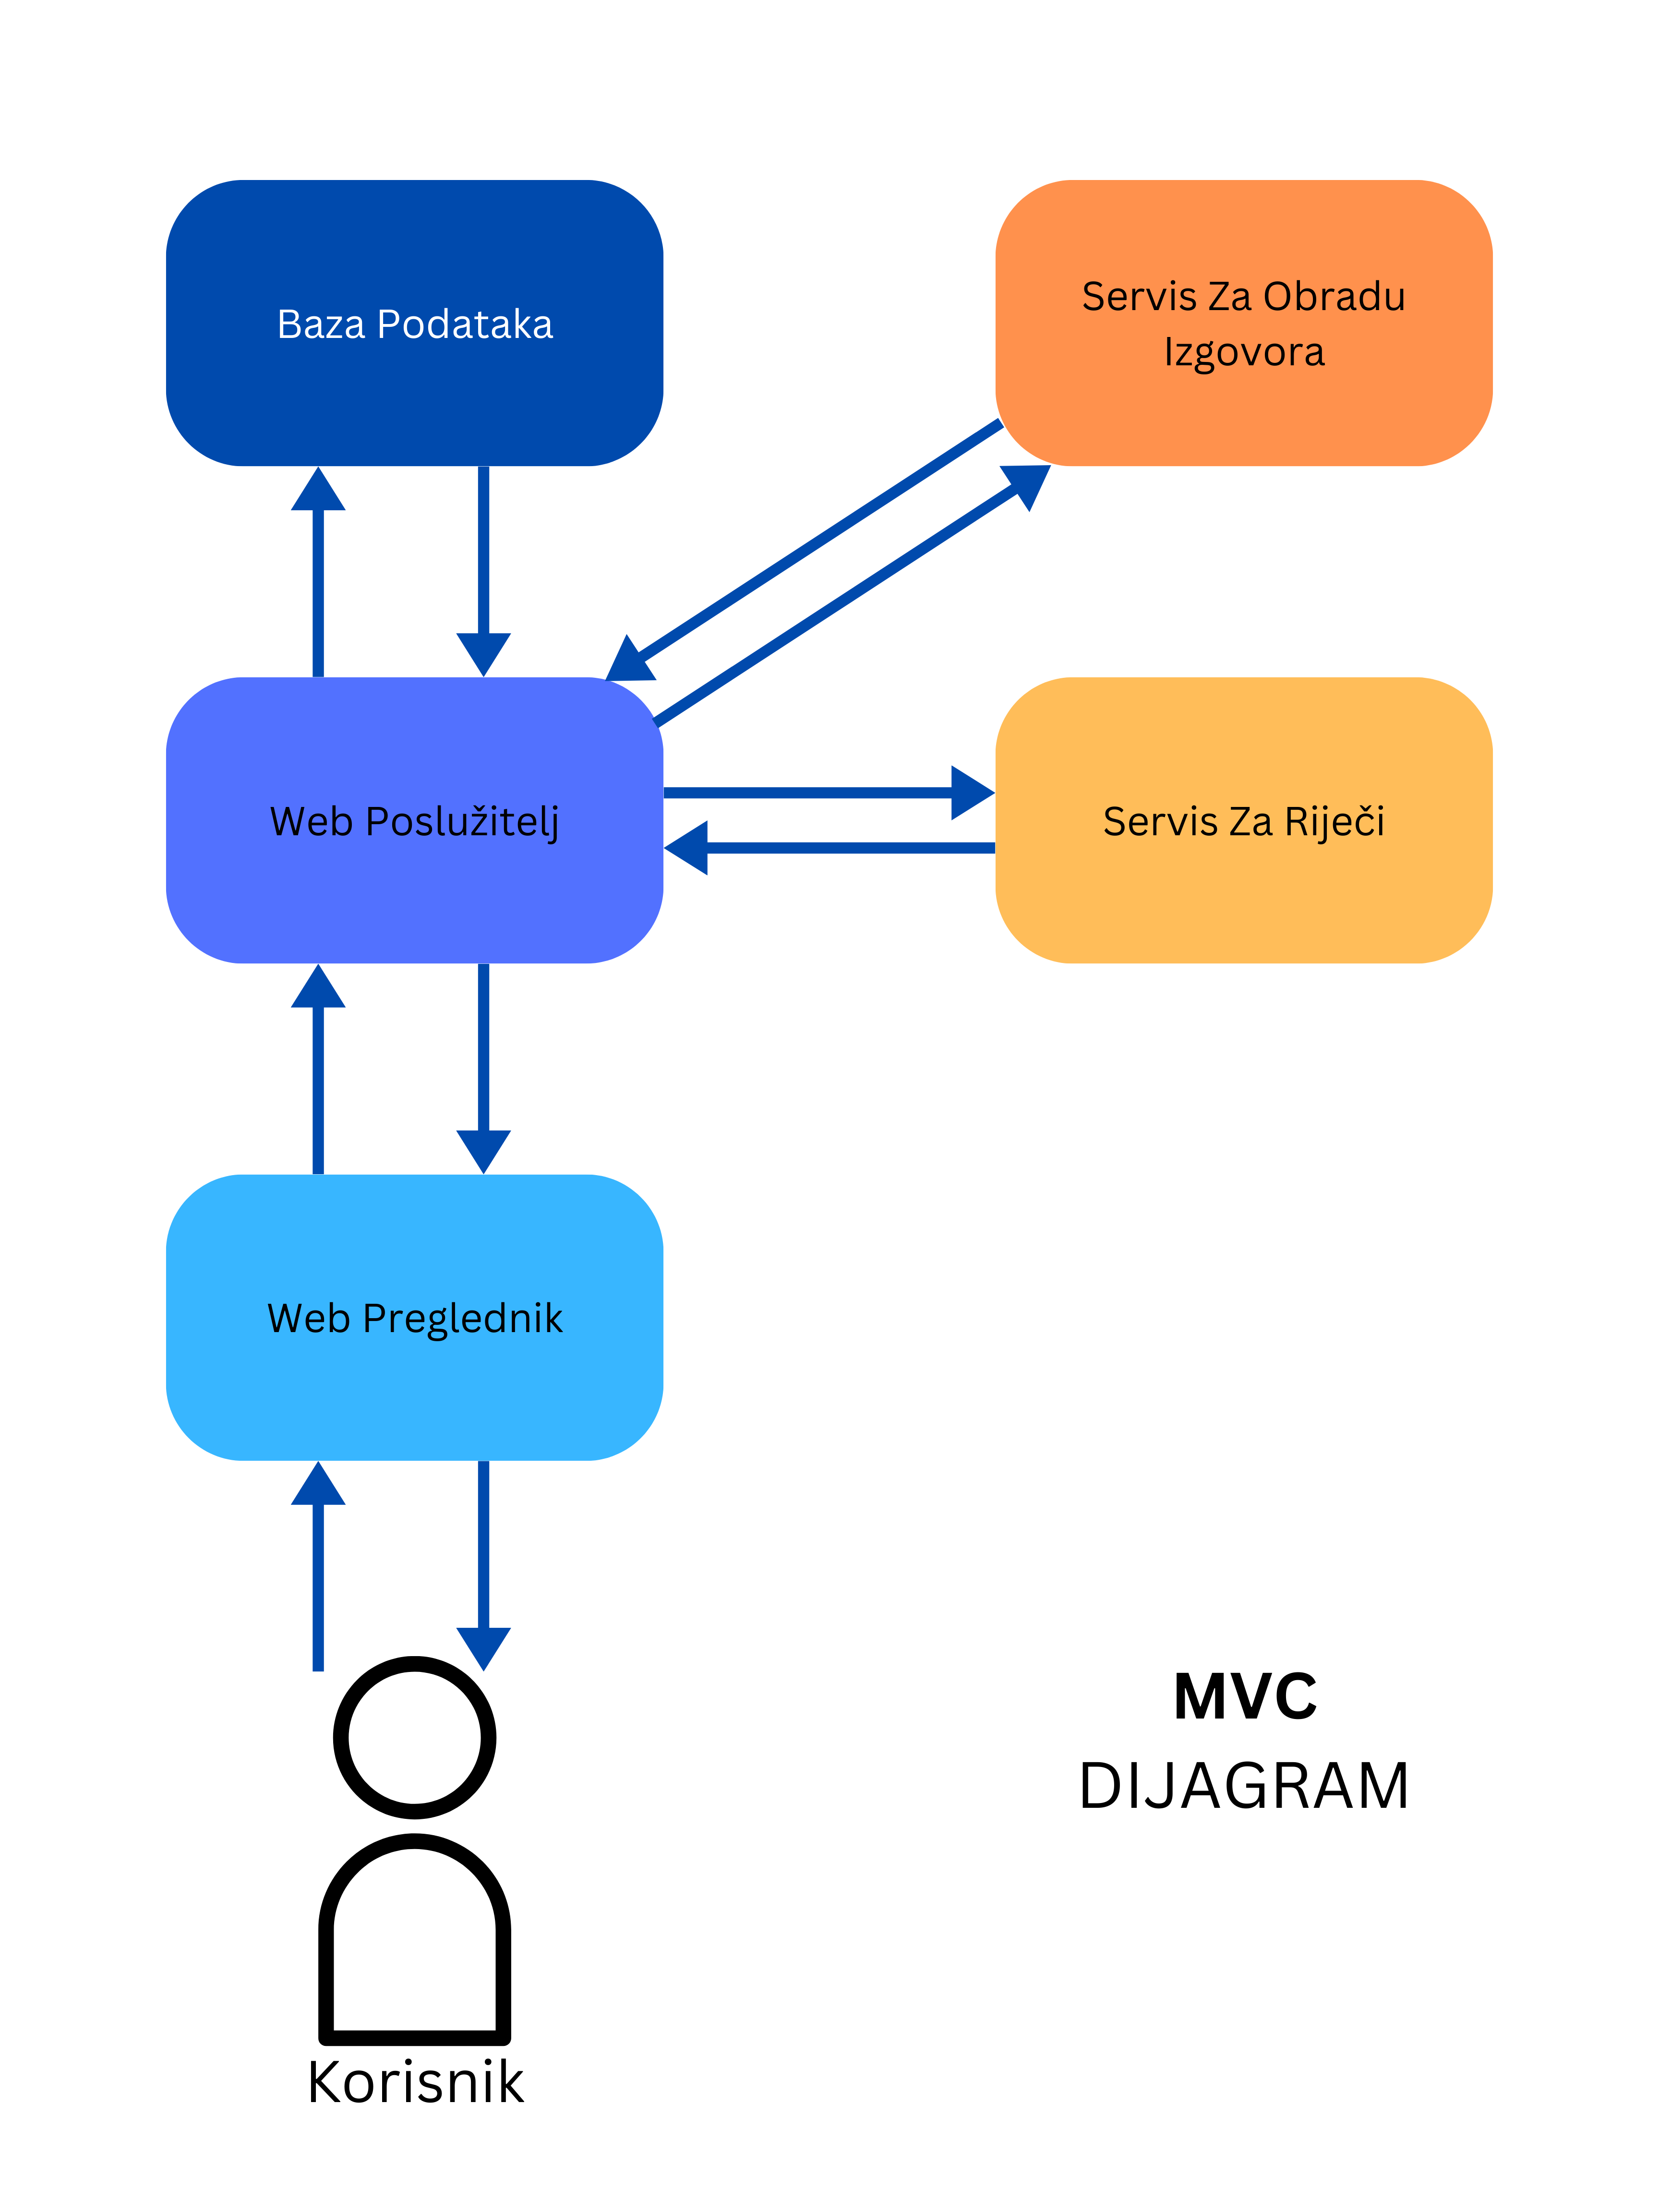 Baza Podataka
Servis Za Obradu
Izgovora
Web Poslužitelj
Servis Za Riječi
Web Preglednik
MVC
DIJAGRAM
Korisnik